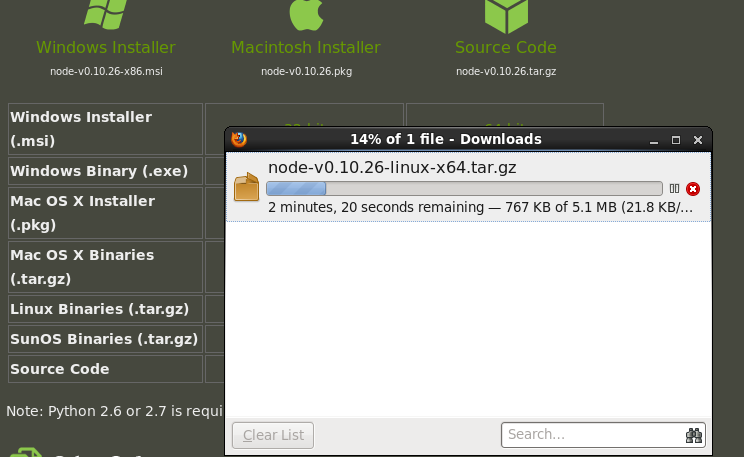 Windows Installer
Macintosh Installer
Source Code
node-v0.10.26-x86.msi
node-v0.10.26.pkg
node-v0.10.26.tar.gz
Windows Installer
(.msi)
Windows Binary (.exe)
Mac OS X Installer
(.pkg)
Mac OS X Binaries
(.tar.gz)
Linux Binaries (.tar.gz)
SunOS Binaries (.tar.gz)
Source Code
Note: Python 2.6 or 2.7 is requi
14% of 1 file - Downloads
node-v0.10.26-linux-x64.tar.gz
2 minutes, 20 seconds remaining — 767 KB of 5.1 MB (21.8 KB/...
Clear List
Search...